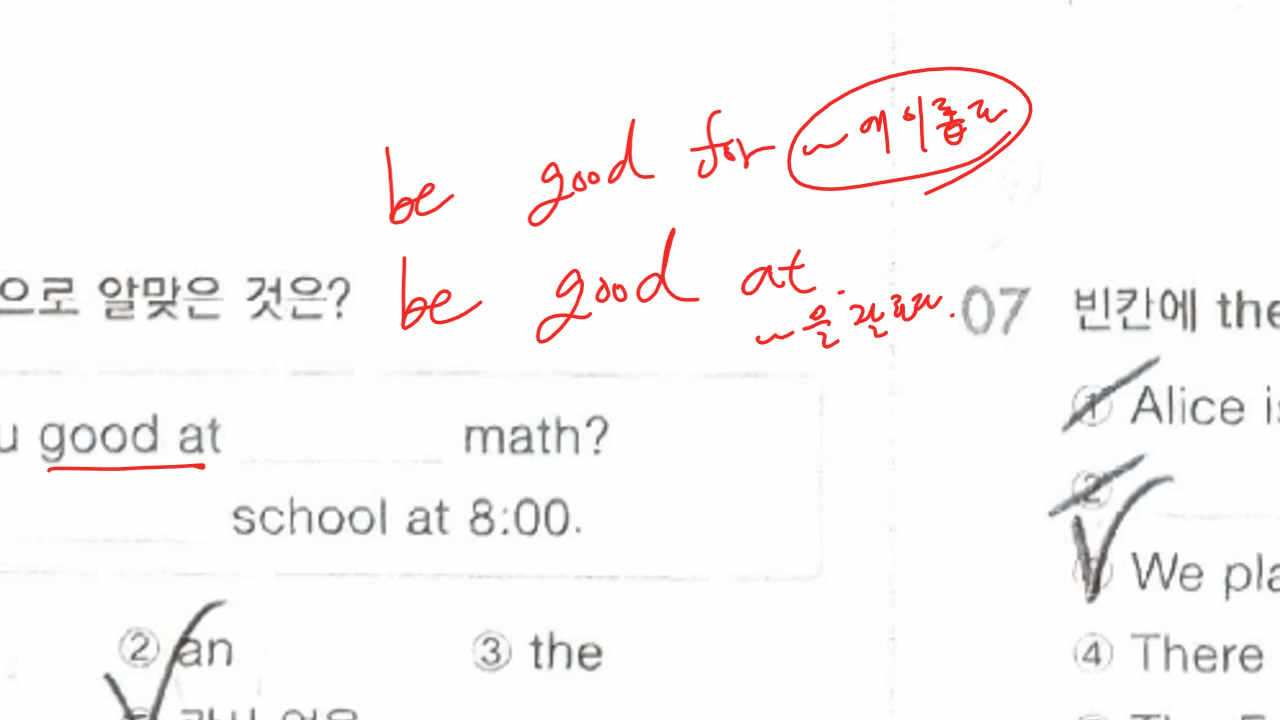 be good for ~에 이롭다
be good at
~을 잘하다.
으로 알맞은 것은?
u good at math?
school at 8:00.
② an
③ the
07 빈칸에 the
① Alice is
②
We pla
④ There